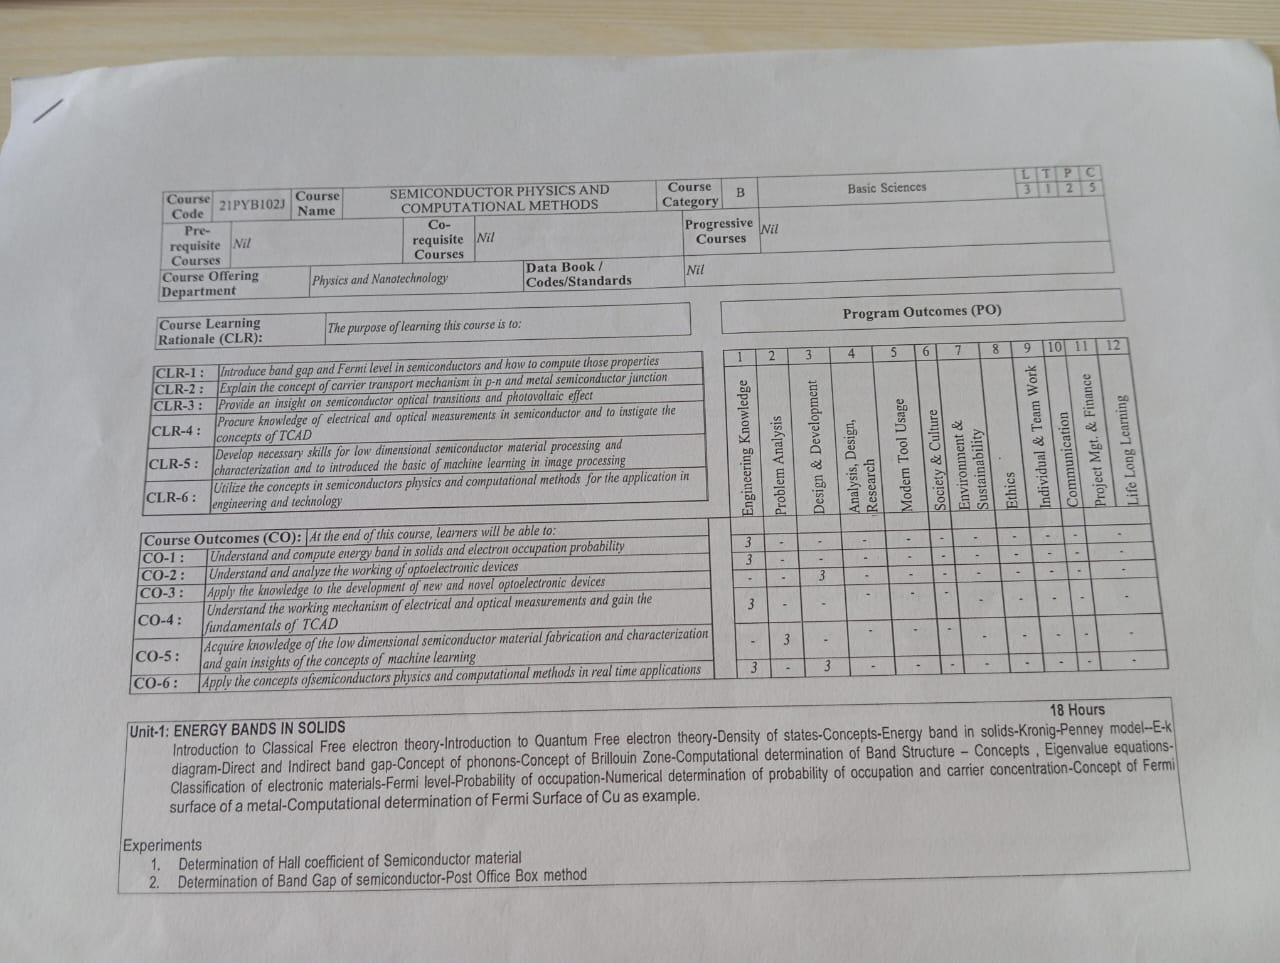 L T P C
Course Code 21PYB102J Course Name SEMICONDUCTOR PHYSICS AND COMPUTATIONAL METHODS Course Category B Basic Sciences 3 1 2 5
Pre-requisite Courses Nil Co-requisite Courses Nil Progressive Courses Nil
Course Offering Department Physics and Nanotechnology Data Book / Codes/Standards Nil
Course Learning Rationale (CLR): The purpose of learning this course is to:
Program Outcomes (PO)
1 2 3 4 5 6 7 8 9 10 11 12
Engineering Knowledge
Problem Analysis
Design & Development
Analysis, Design, Research
Modern Tool Usage
Society & Culture
Environment & Sustainability
Ethics
Individual & Team Work
Communication
Project Mgt. & Finance
Life Long Learning
CLR-1 : Introduce band gap and Fermi level in semiconductors and how to compute those properties
CLR-2 : Explain the concept of carrier transport mechanism in p-n and metal semiconductor junction
CLR-3 : Provide an insight on semiconductor optical transitions and photovoltaic effect
CLR-4 : Procure knowledge of electrical and optical measurements in semiconductor and to instigate the
concepts of TCAD
CLR-5 : Develop necessary skills for low dimensional semiconductor material processing and
characterization and to introduced the basic of machine learning in image processing
CLR-6 : Utilize the concepts in semiconductors physics and computational methods for the application in
engineering and technology
Course Outcomes (CO): At the end of this course, learners will be able to:
CO-1 : Understand and compute energy band in solids and electron occupation probability 3 - - - - - - - - - - -
CO-2 : Understand and analyze the working of optoelectronic devices 3 - - - - - - - - - - -
CO-3 : Apply the knowledge to the development of new and novel optoelectronic devices - - 3 - - - - - - - - -
CO-4 : Understand the working mechanism of electrical and optical measurements and gain the
fundamentals of TCAD 3 - - - - - - - - - - -
CO-5 : Acquire knowledge of the low dimensional semiconductor material fabrication and characterization
and gain insights of the concepts of machine learning - 3 - - - - - - - - - -
CO-6 : Apply the concepts ofsemiconductors physics and computational methods in real time applications 3 - 3 - - - - - - - - -
Unit-1: ENERGY BANDS IN SOLIDS 18 Hours
Introduction to Classical Free electron theory-Introduction to Quantum Free electron theory-Density of states-Concepts-Energy band in solids-Kronig-Penney model--E-k
diagram-Direct and Indirect band gap-Concept of phonons-Concept of Brillouin Zone-Computational determination of Band Structure – Concepts , Eigenvalue equations-
Classification of electronic materials-Fermi level-Probability of occupation-Numerical determination of probability of occupation and carrier concentration-Concept of Fermi
surface of a metal-Computational determination of Fermi Surface of Cu as example.
Experiments
1. Determination of Hall coefficient of Semiconductor material
2. Determination of Band Gap of semiconductor-Post Office Box method